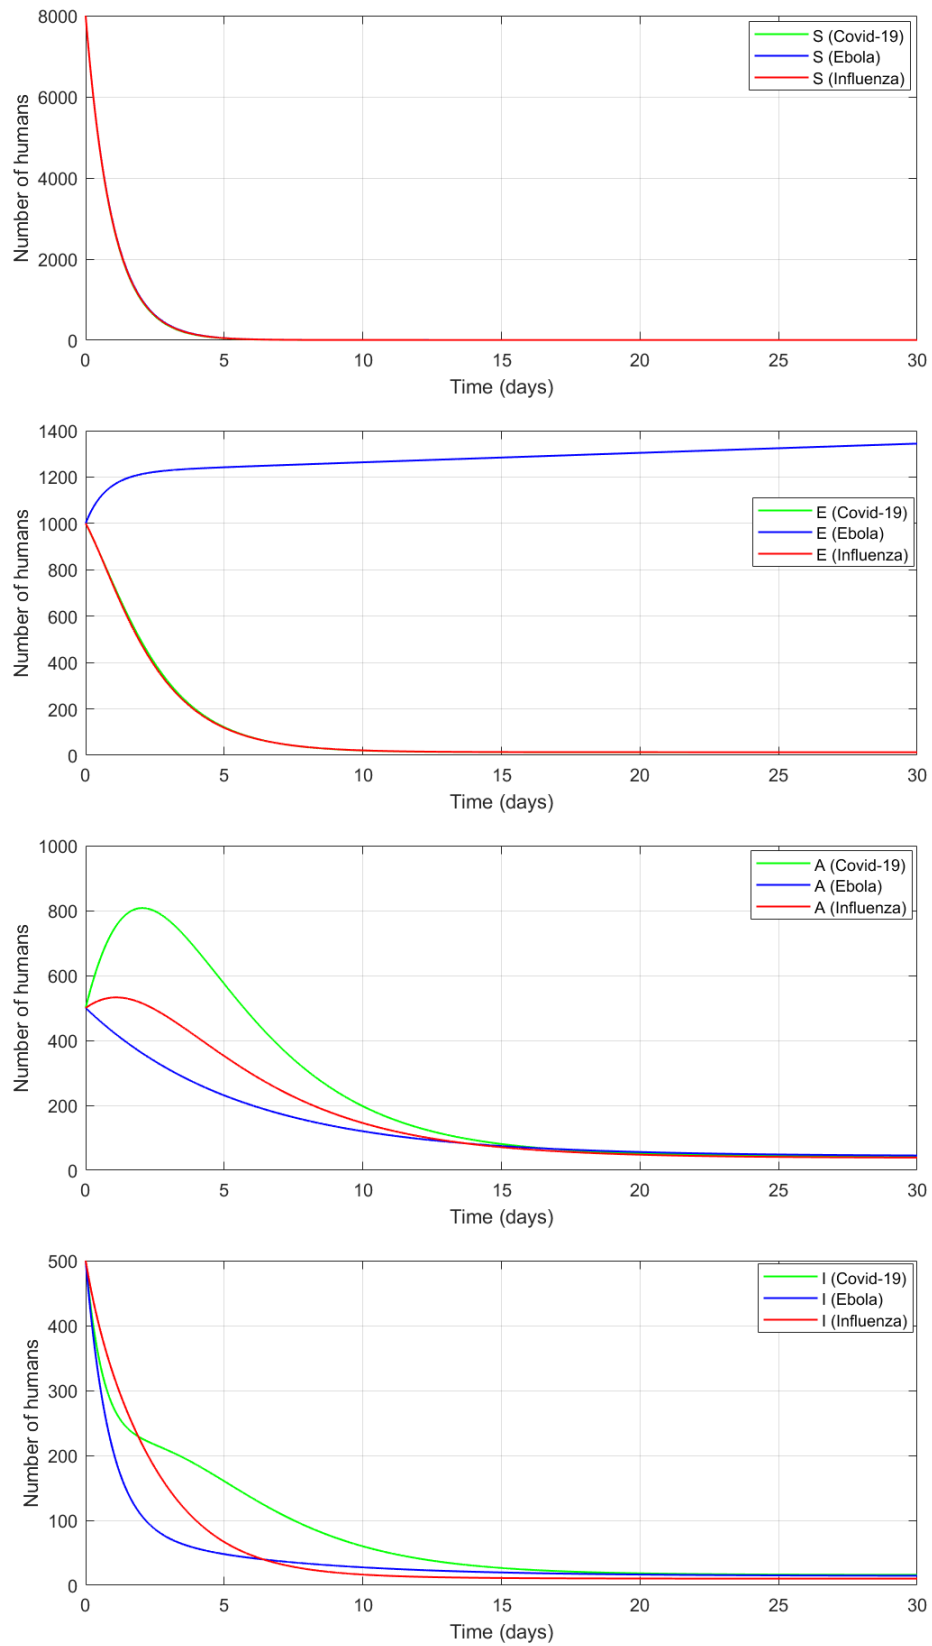 8000
6000
4000
2000
0
Number of humans
S (Covid-19)
S (Ebola)
S (Influenza)
0 5 10 15 20 25 30
Time (days)
1400
1200
1000
800
600
400
200
0
Number of humans
E (Covid-19)
E (Ebola)
E (Influenza)
0 5 10 15 20 25 30
Time (days)
1000
800
600
400
200
0
Number of humans
A (Covid-19)
A (Ebola)
A (Influenza)
0 5 10 15 20 25 30
Time (days)
500
400
300
200
100
0
Number of humans
I (Covid-19)
I (Ebola)
I (Influenza)
0 5 10 15 20 25 30
Time (days)